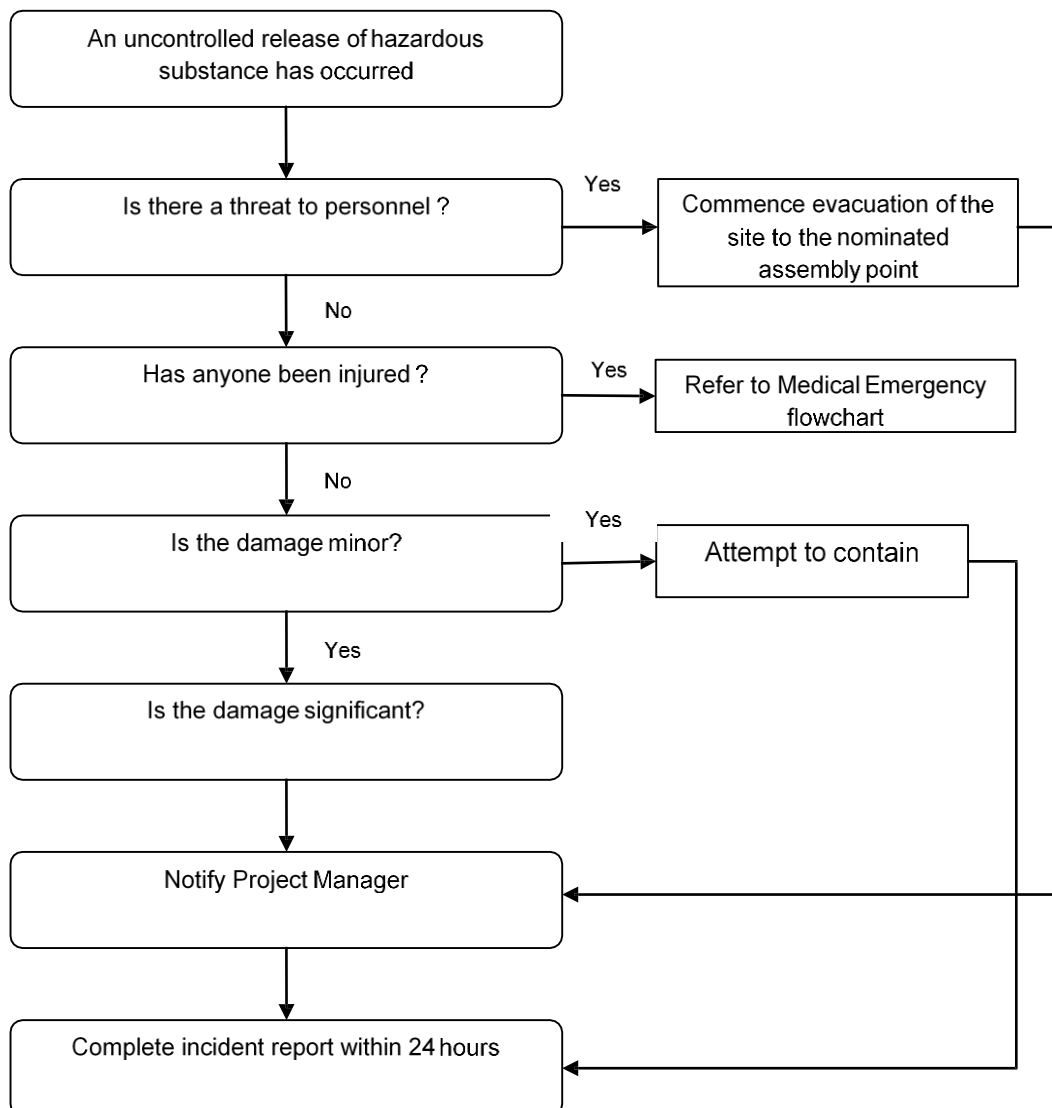 An uncontrolled release of hazardous
substance has occurred
Is there a threat to personnel ?
Yes
Commence evacuation of the
site to the nominated
assembly point
No
Has anyone been injured ?
Yes
Refer to Medical Emergency
flowchart
No
Is the damage minor?
Yes
Attempt to contain
Yes
Is the damage significant?
Notify Project Manager
Complete incident report within 24 hours